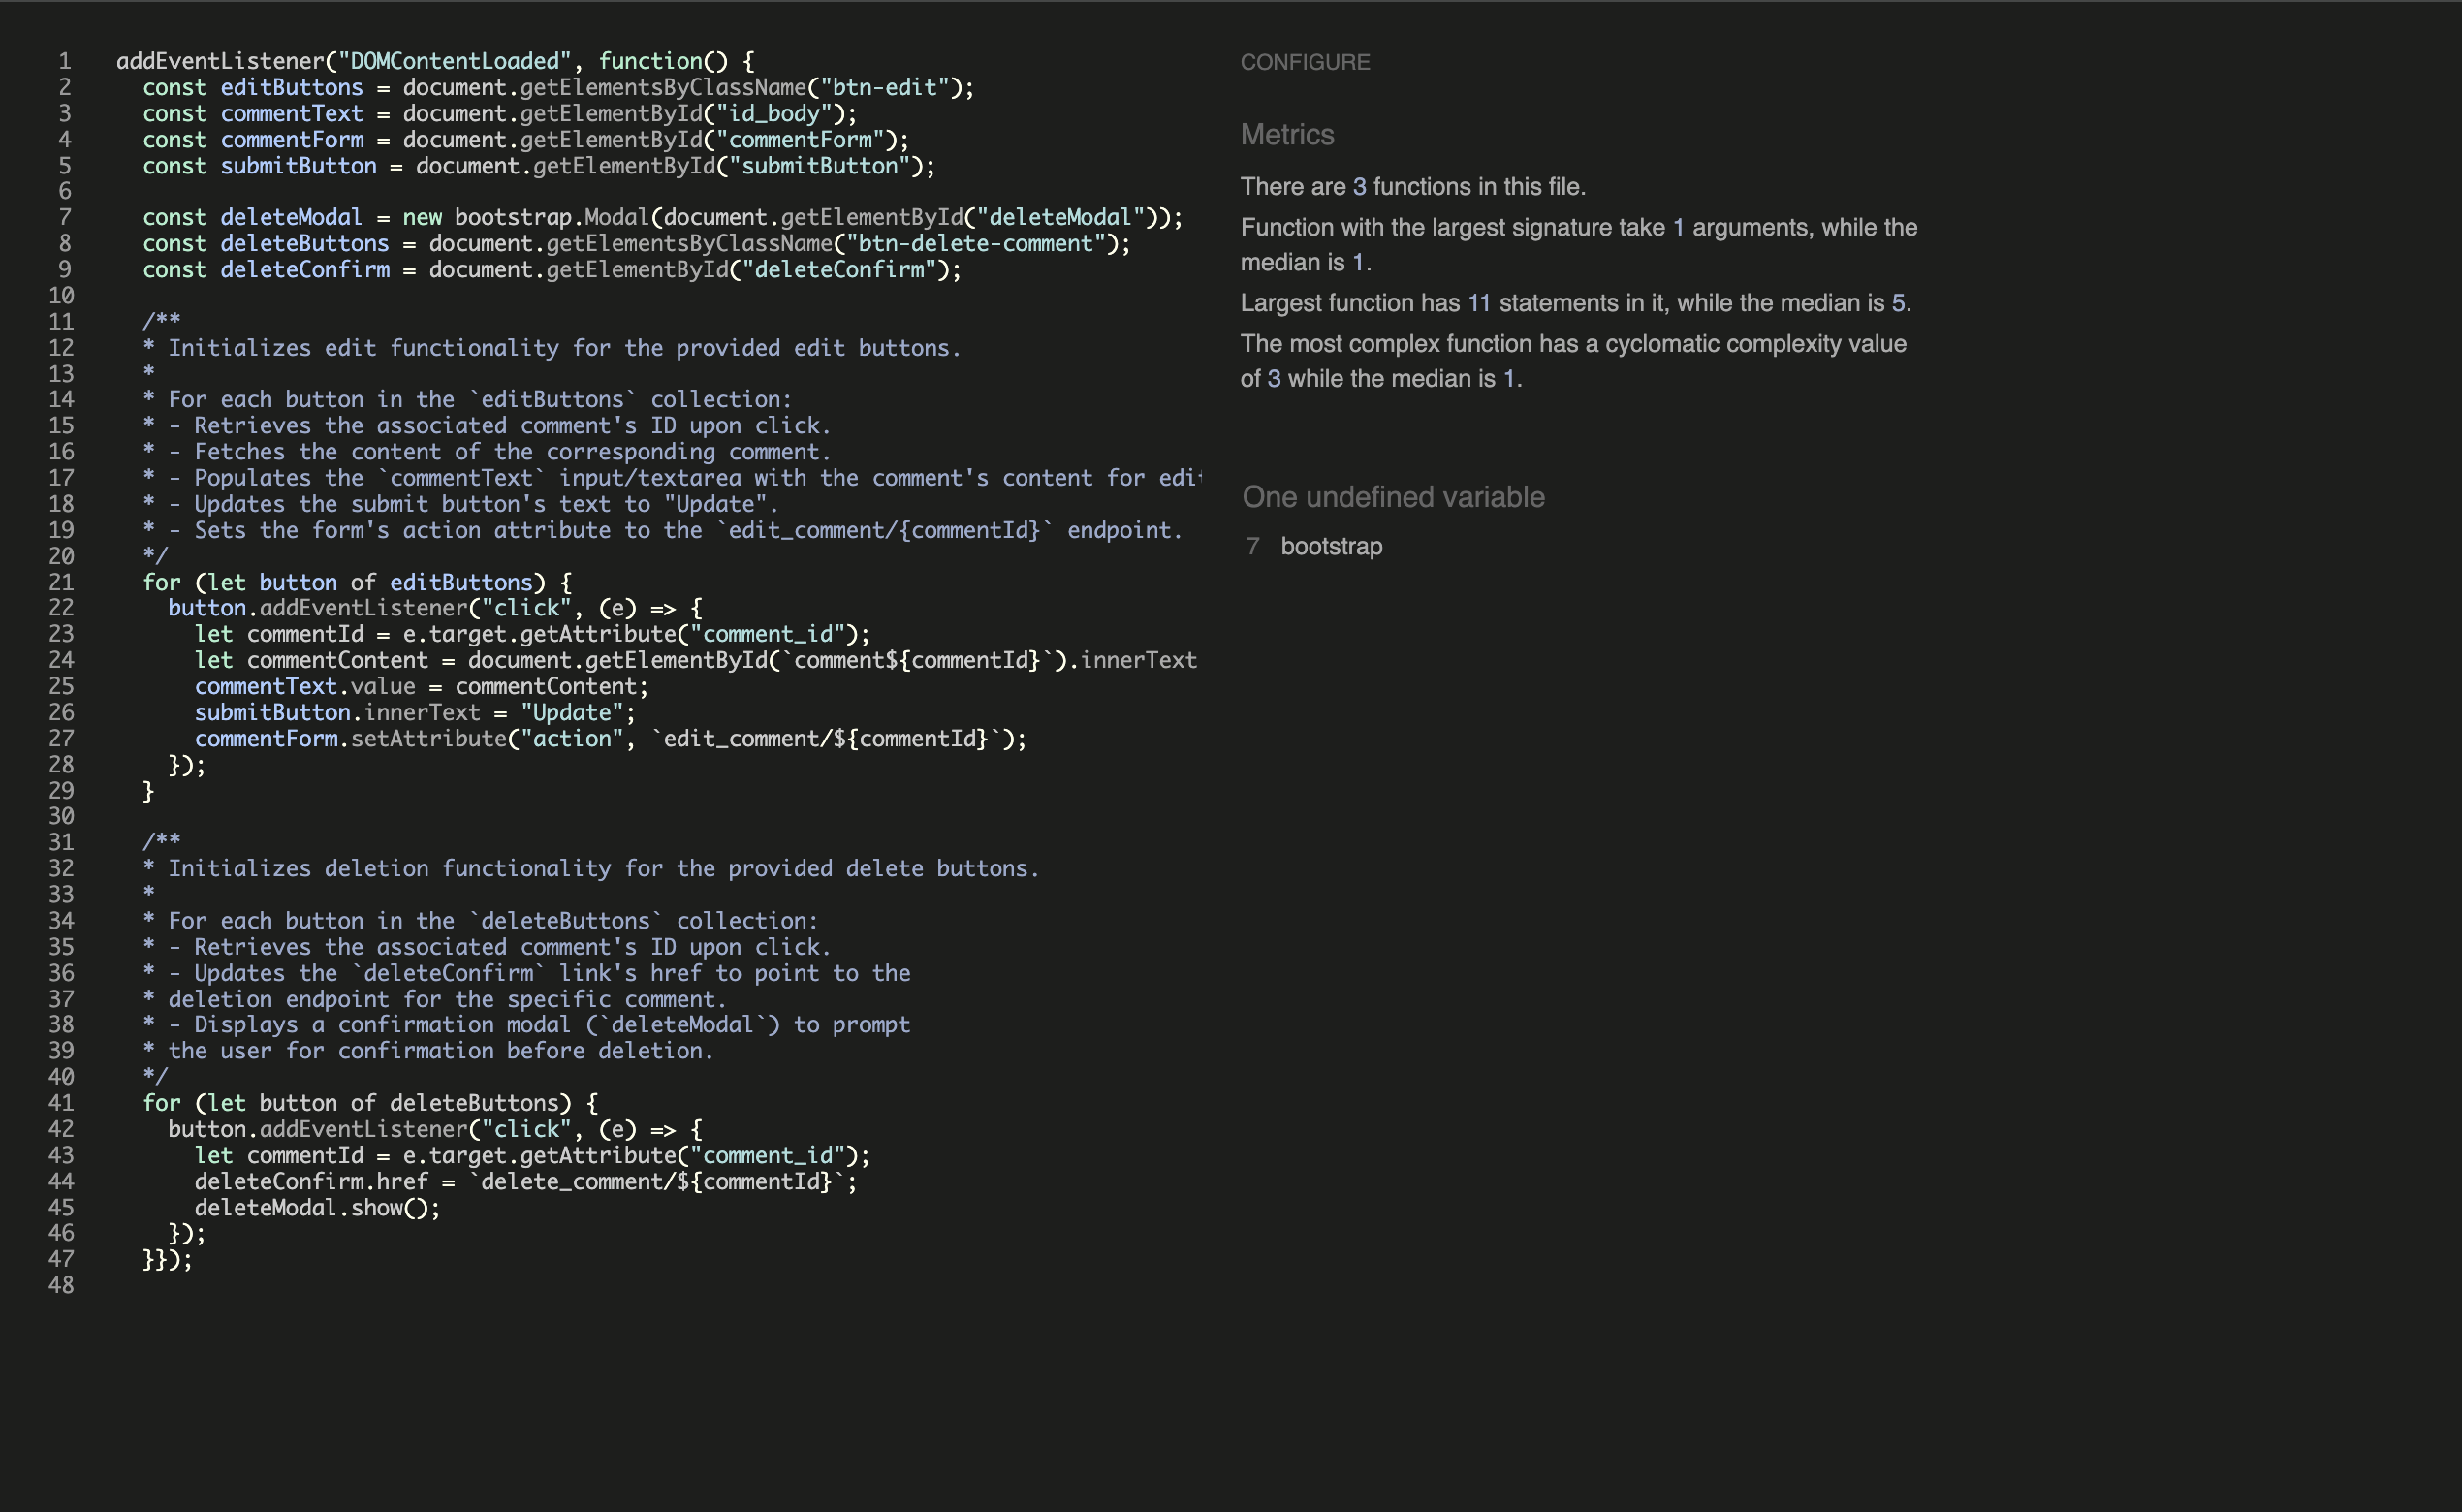 1 addEventListener("DOMContentLoaded", function() {
2 const editButtons = document.getElementsByClassName("btn-edit");
3 const commentText = document.getElementById("id_body");
4 const commentForm = document.getElementById("commentForm");
5 const submitButton = document.getElementById("submitButton");
6
7 const deleteModal = new bootstrap.Modal(document.getElementById("deleteModal"));
8 const deleteButtons = document.getElementsByClassName("btn-delete-comment");
9 const deleteConfirm = document.getElementById("deleteConfirm");
10
11 /**
12 * Initializes edit functionality for the provided edit buttons.
13 *
14 * For each button in the `editButtons` collection:
15 * - Retrieves the associated comment's ID upon click.
16 * - Fetches the content of the corresponding comment.
17 * - Populates the `commentText` input/textarea with the comment's content for edi
18 * - Updates the submit button's text to "Update".
19 * - Sets the form's action attribute to the `edit_comment/{commentId}` endpoint.
20 */
21 for (let button of editButtons) {
22 button.addEventListener("click", (e) => {
23 let commentId = e.target.getAttribute("comment_id");
24 let commentContent = document.getElementById(`comment${commentId}`).innerText
25 commentText.value = commentContent;
26 submitButton.innerText = "Update";
27 commentForm.setAttribute("action", `edit_comment/${commentId}`);
28 });
29 }
30
31 /**
32 * Initializes deletion functionality for the provided delete buttons.
33 *
34 * For each button in the `deleteButtons` collection:
35 * - Retrieves the associated comment's ID upon click.
36 * - Updates the `deleteConfirm` link's href to point to the
37 * deletion endpoint for the specific comment.
38 * - Displays a confirmation modal (`deleteModal`) to prompt
39 * the user for confirmation before deletion.
40 */
41 for (let button of deleteButtons) {
42 button.addEventListener("click", (e) => {
43 let commentId = e.target.getAttribute("comment_id");
44 deleteConfirm.href = `delete_comment/${commentId}`;
45 deleteModal.show();
46 });
47 }});
48
CONFIGURE
Metrics
There are 3 functions in this file.
Function with the largest signature take 1 arguments, while the
median is 1.
Largest function has 11 statements in it, while the median is 5.
The most complex function has a cyclomatic complexity value
of 3 while the median is 1.
One undefined variable
7 bootstrap